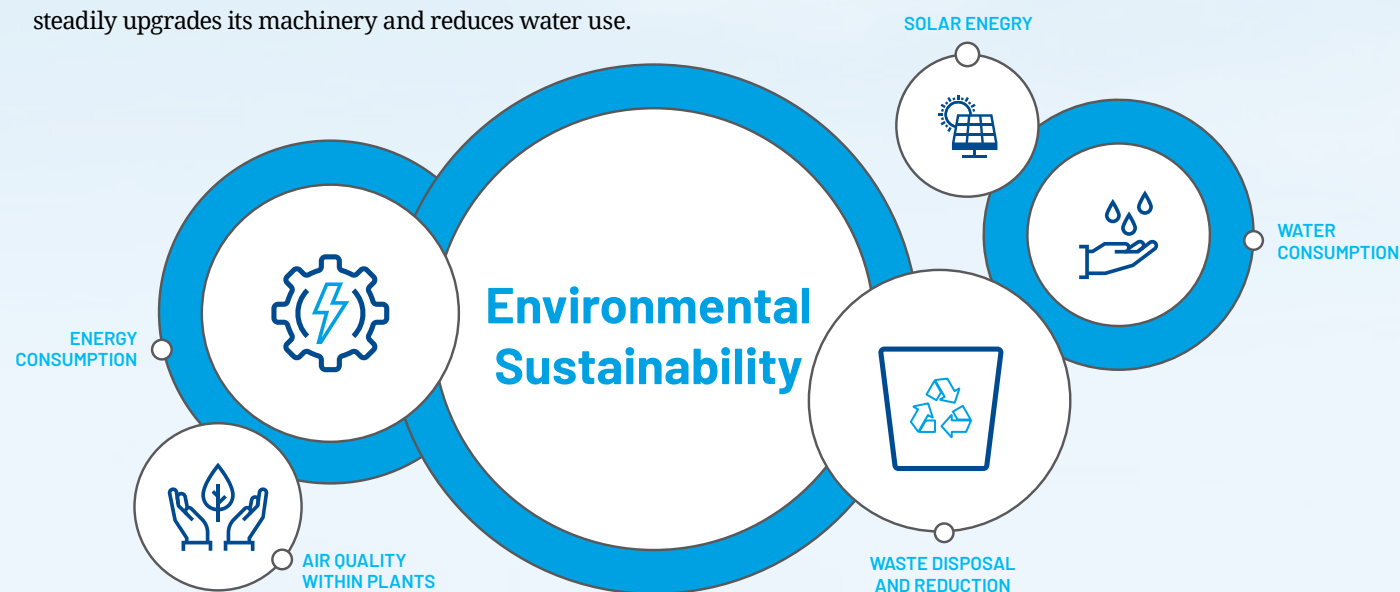 steadily upgrades its machinery and reduces water use.
SOLAR ENEGRY
WATER
CONSUMPTION
Environmental
Sustainability
ENERGY
CONSUMPTION
AIR QUALITY
WITHIN PLANTS
WASTE DISPOSAL
AND REDUCTION